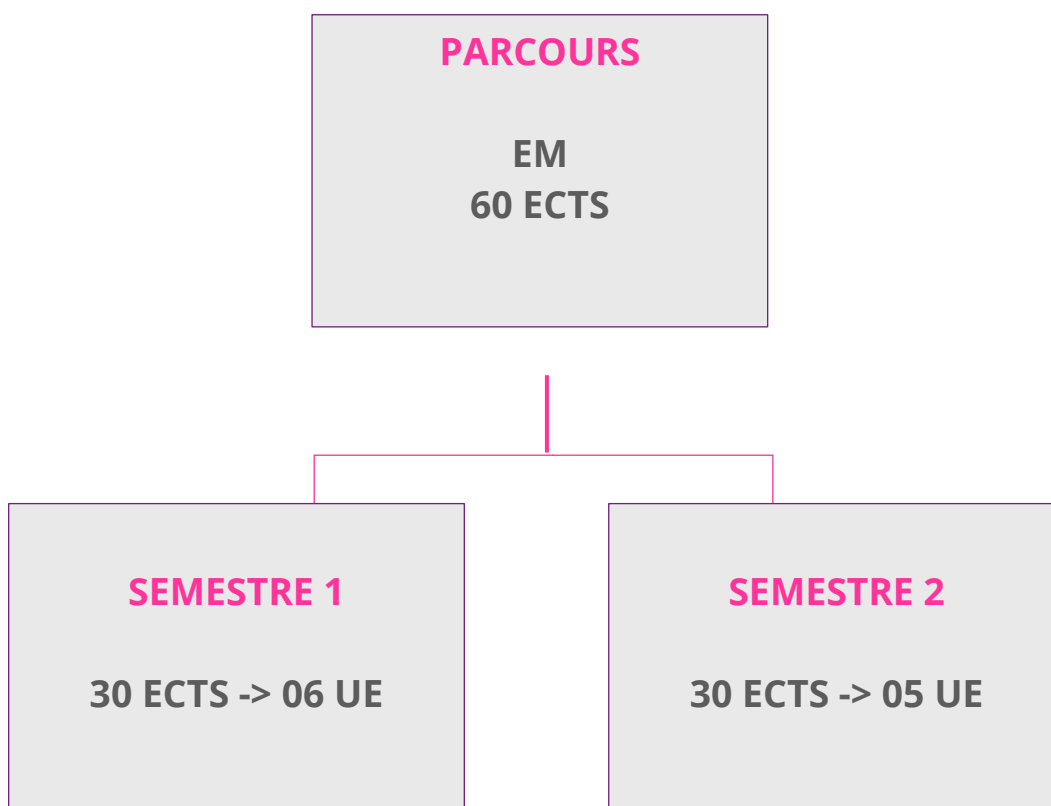 PARCOURS
EM
60 ECTS
SEMESTRE 1
30 ECTS -> 06 UE
SEMESTRE 2
30 ECTS -> 05 UE